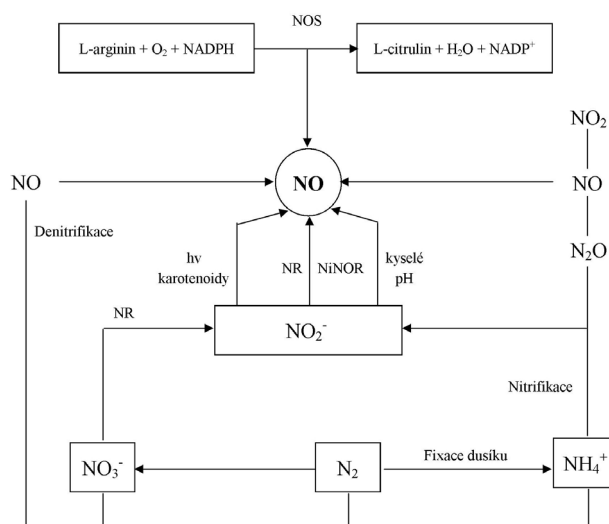 NOS
L-arginin + O₂ + NADPH
L-citrulin + H₂O + NADP⁺
NO₂
NO
NO
NO
Denitrifikace
N₂O
hv
karotenoidy
NR
NiNOR
kyselé
pH
NR
NO₂⁻
Nitrifikace
NO₃⁻
N₂
Fixace dusíku
NH₄⁺